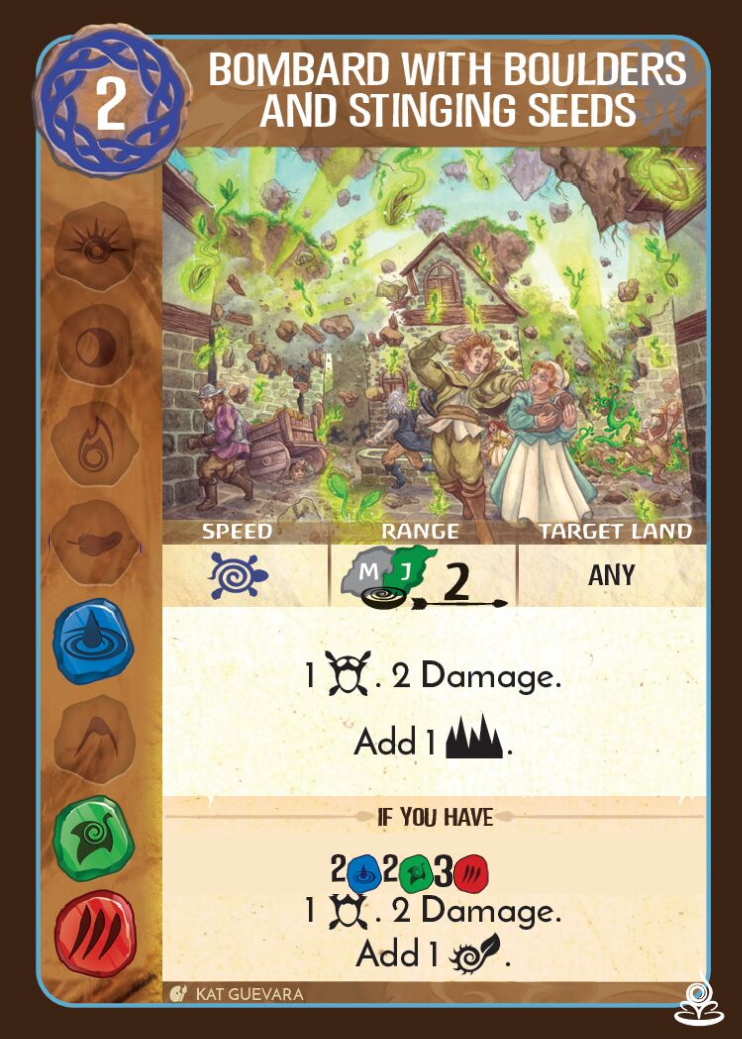 2
BOMBARD WITH BOULDERS
AND STINGING SEEDS
SPEED RANGE TARGET LAND
M J 2 ANY
1 . 2 Damage.
Add 1 .
IF YOU HAVE
2 2 3
1 . 2 Damage.
Add 1 .
KAT GUEVARA